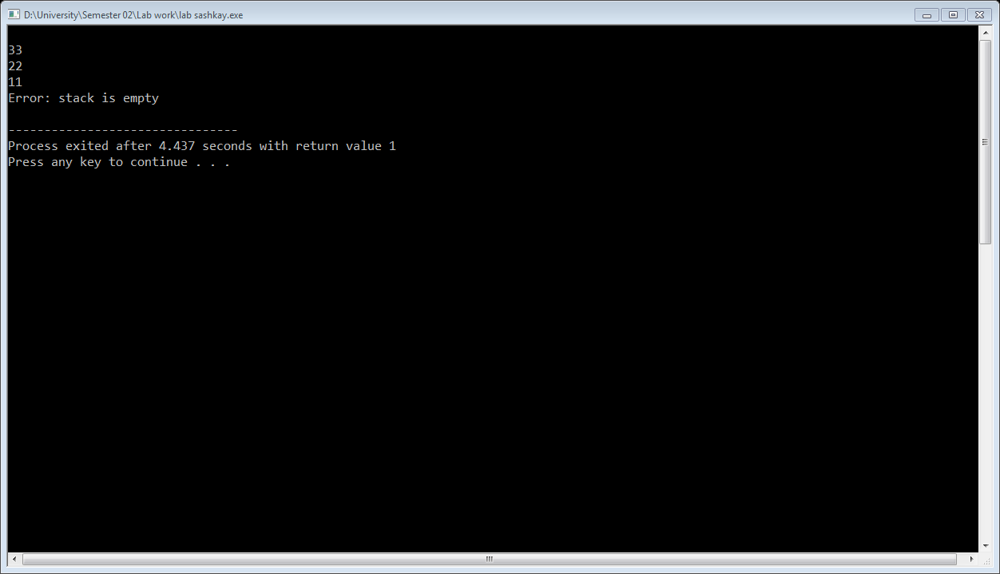 D:\University\Semester 02\Lab work\lab sashkay.exe
33
22
11
Error: stack is empty
--------------------------------
Process exited after 4.437 seconds with return value 1
Press any key to continue . . .